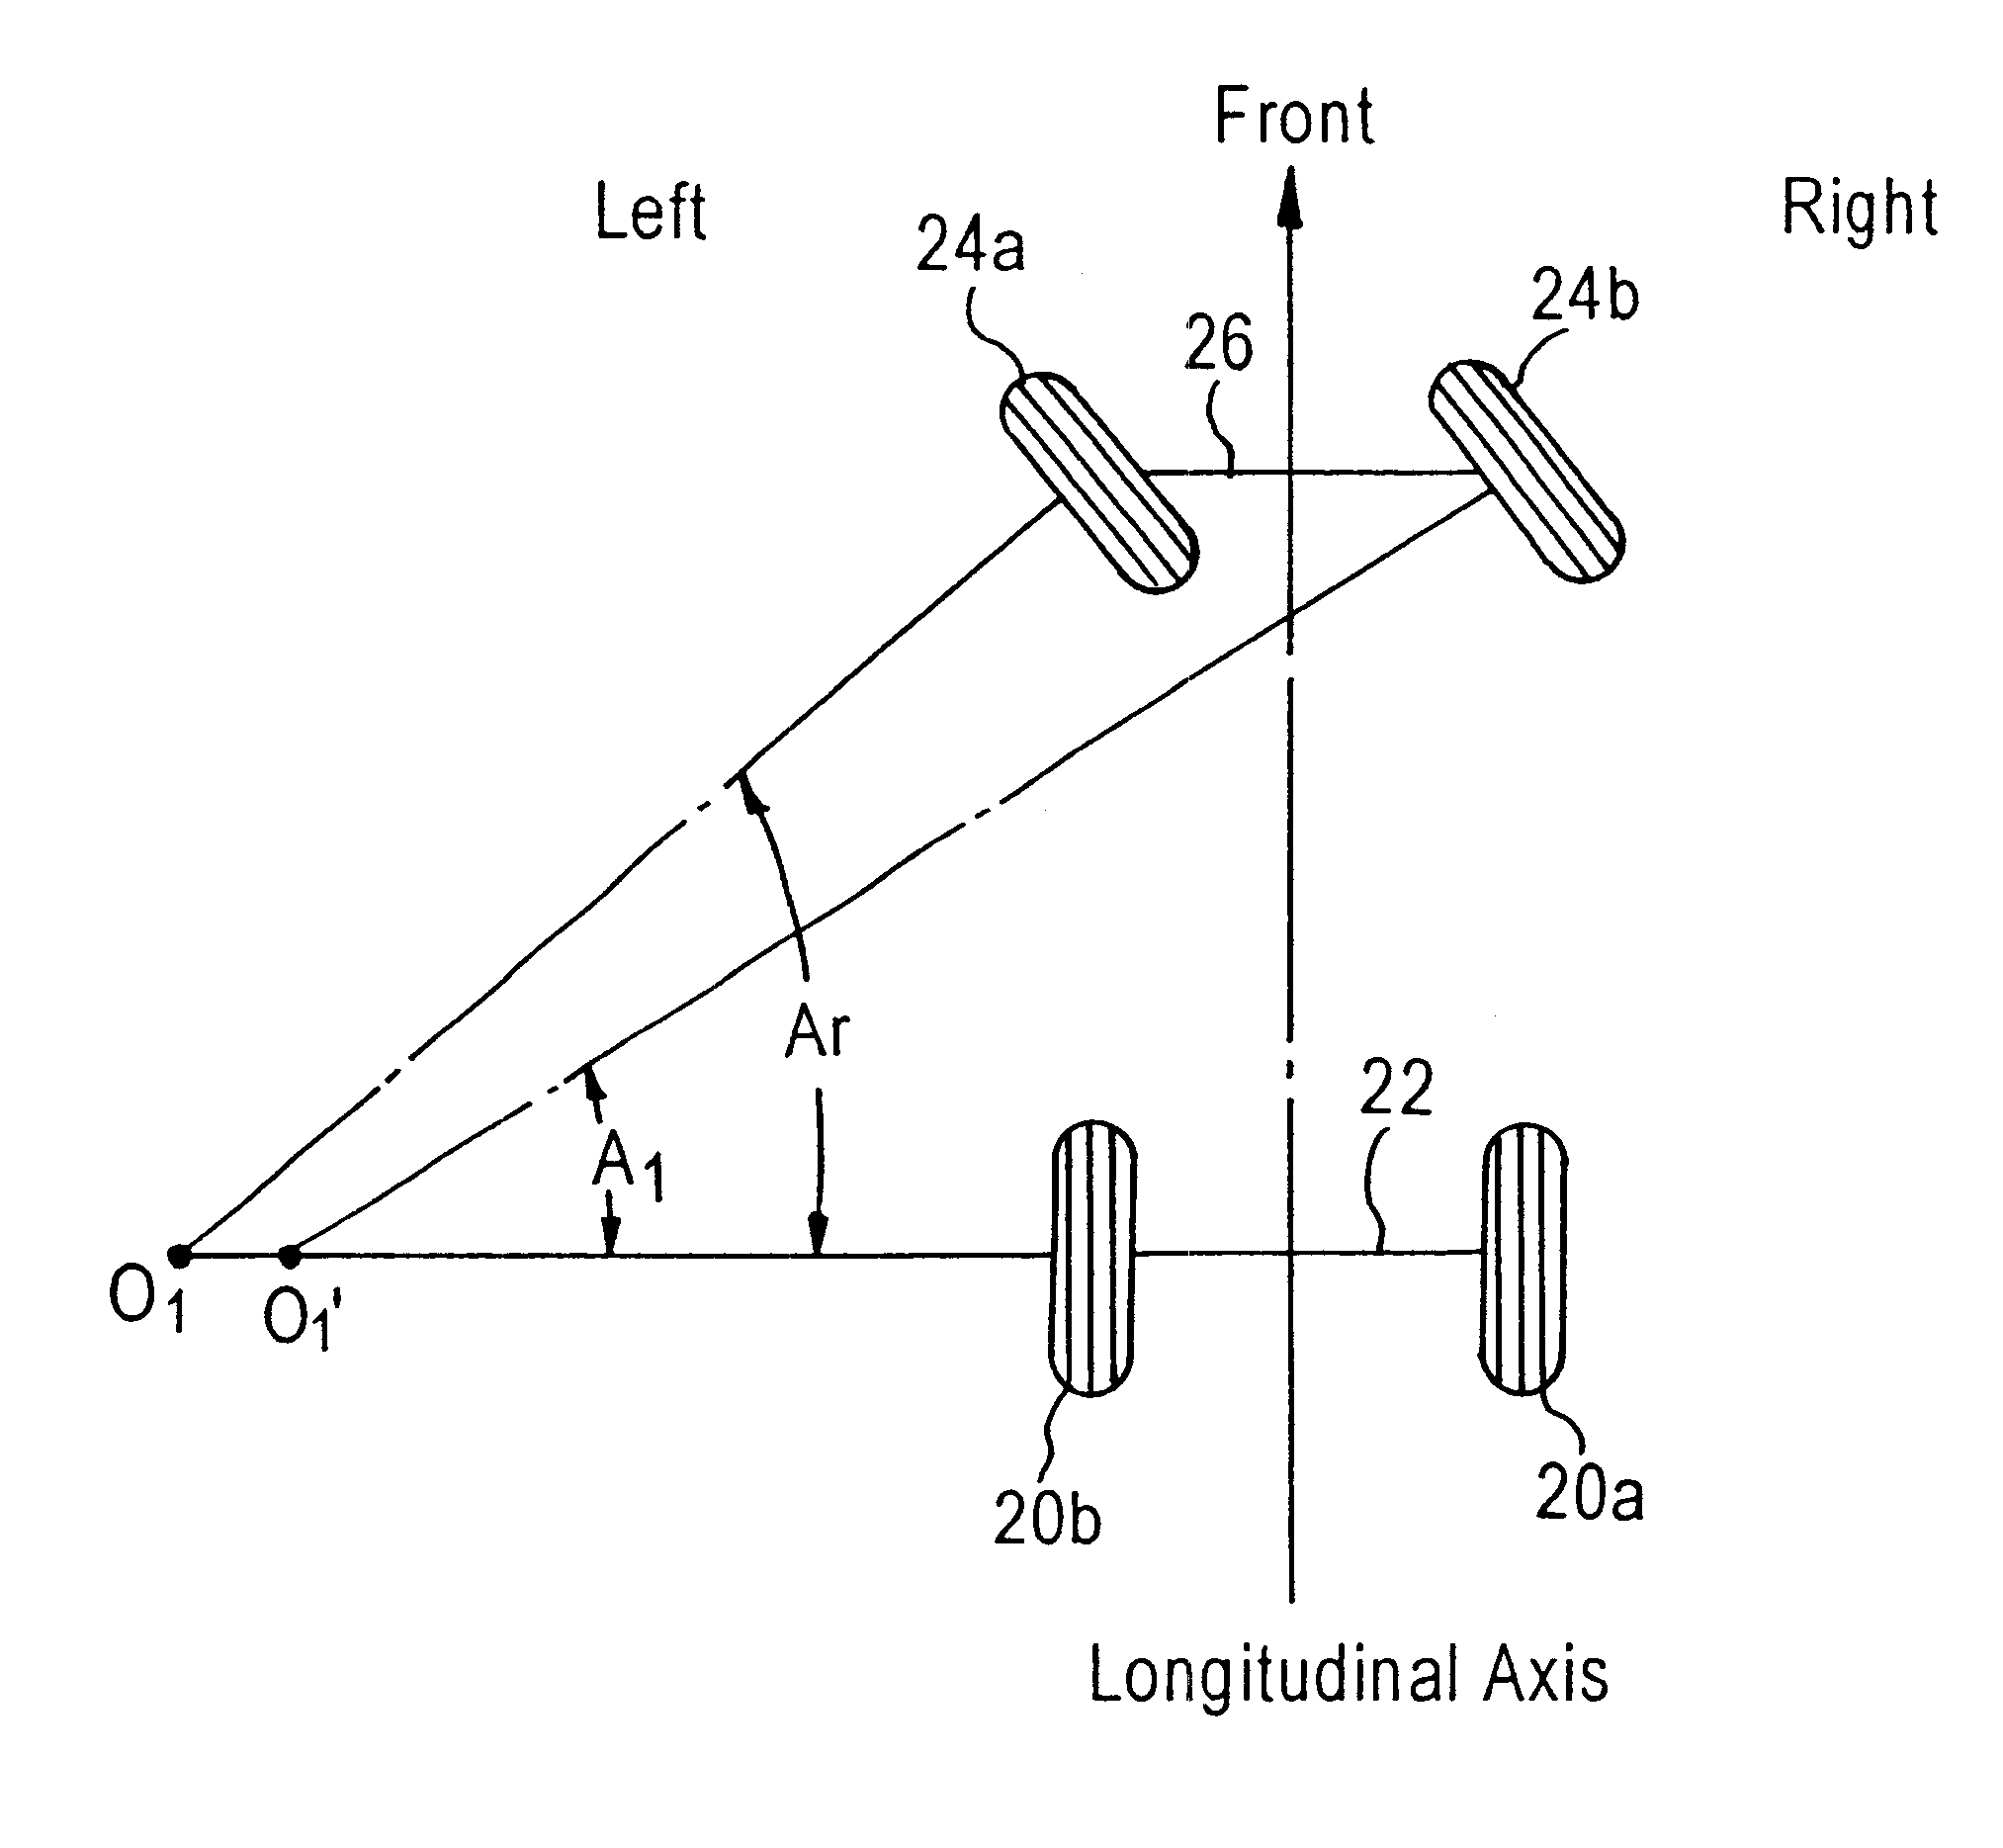 Front
Left
Right
24a
24b
26
Ar
22
A1
O1
O1'
20b
20a
Longitudinal Axis